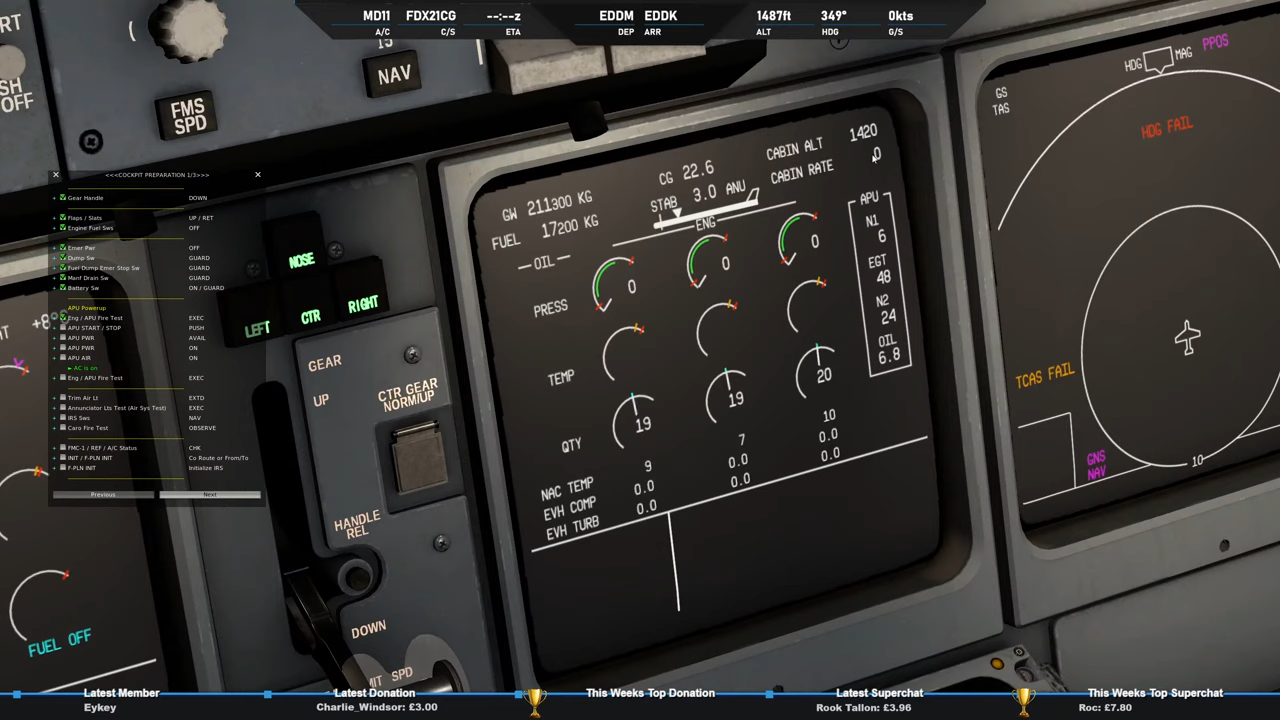 MD11 FDX21CG --:--z EDDM EDDK 1487ft 349° 0kts
A/C C/S ETA DEP ARR ALT HDG G/S
NAV
FMS
SPD
OFF
<<<COCKPIT PREPARATION 1/3>>>
Gear Handle DOWN
Flaps / Slats UP / RET
Engine Fuel Sws OFF
Emer Pwr OFF
Dump Sw GUARD
Fuel Dump Emer Stop Sw GUARD
Manf Drain Sw GUARD
Battery Sw ON / GUARD
APU Powerup
Eng / APU Fire Test EXEC
APU START / STOP PUSH
APU PWR AVAIL
APU PWR ON
APU AIR ON
► AC is on
Eng / APU Fire Test EXEC
Trim Air Lt EXTD
Annunciator Lts Test (Air Sys Test) EXEC
IRS Sws NAV
Caro Fire Test OBSERVE
FMC-1 / REF / A/C Status CHK
INIT / F-PLN INIT Co Route or From/To
F-PLN INIT Initialize IRS
Previous Next
FUEL OFF
NOSE
LEFT CTR RIGHT
GEAR
UP
CTR GEAR
NORM/UP
HANDLE
REL
DOWN
SPD
GW 211300 KG
FUEL 17200 KG
CG 22.6
STAB 3.0 ANU
CABIN ALT 1420
CABIN RATE 0
OIL ENG
PRESS 0 0 0
TEMP
QTY 19 19 20
NAC TEMP 9 7 10
EVH COMP 0.0 0.0 0.0
EVH TURB 0.0 0.0 0.0
APU
N1
6
EGT
48
N2
24
OIL
6.8
GS
TAS
HDG MAG PPOS
HDG FAIL
TCAS FAIL
GNS
NAV
10
Latest Member Latest Donation This Weeks Top Donation Latest Superchat This Weeks Top Superchat
Eykey Charlie_Windsor: £3.00 Rook Tallon: £3.96 Roc: £7.80